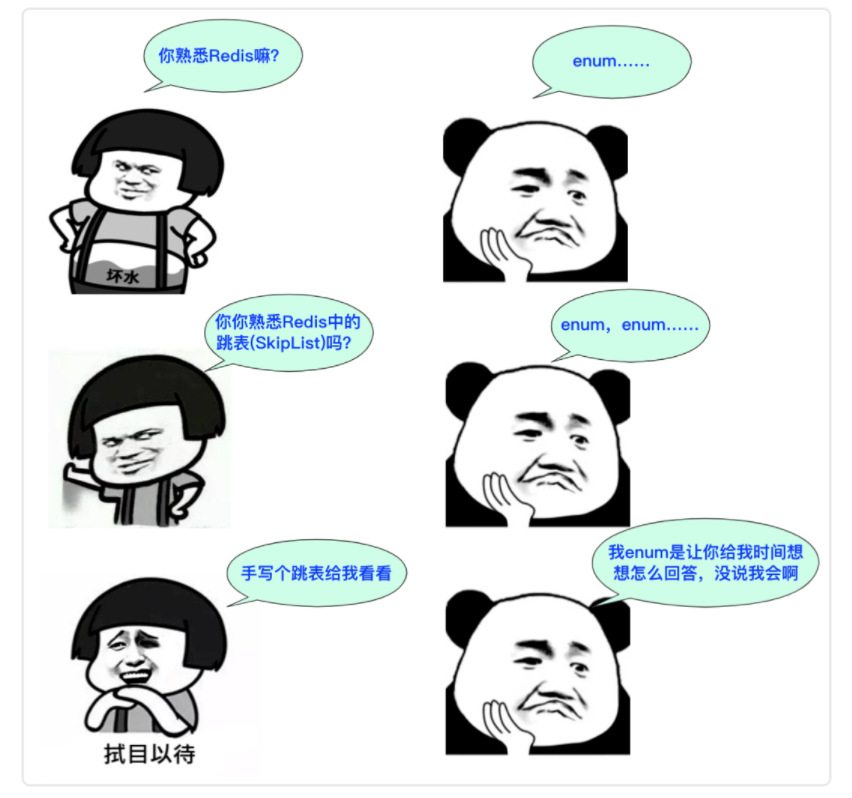 你熟悉Redis嘛?
enum……
坏水
你你熟悉Redis中的
跳表(SkipList)吗?
enum，enum……
手写个跳表给我看看
我enum是让你给我时间想
想怎么回答，没说我会啊
拭目以待